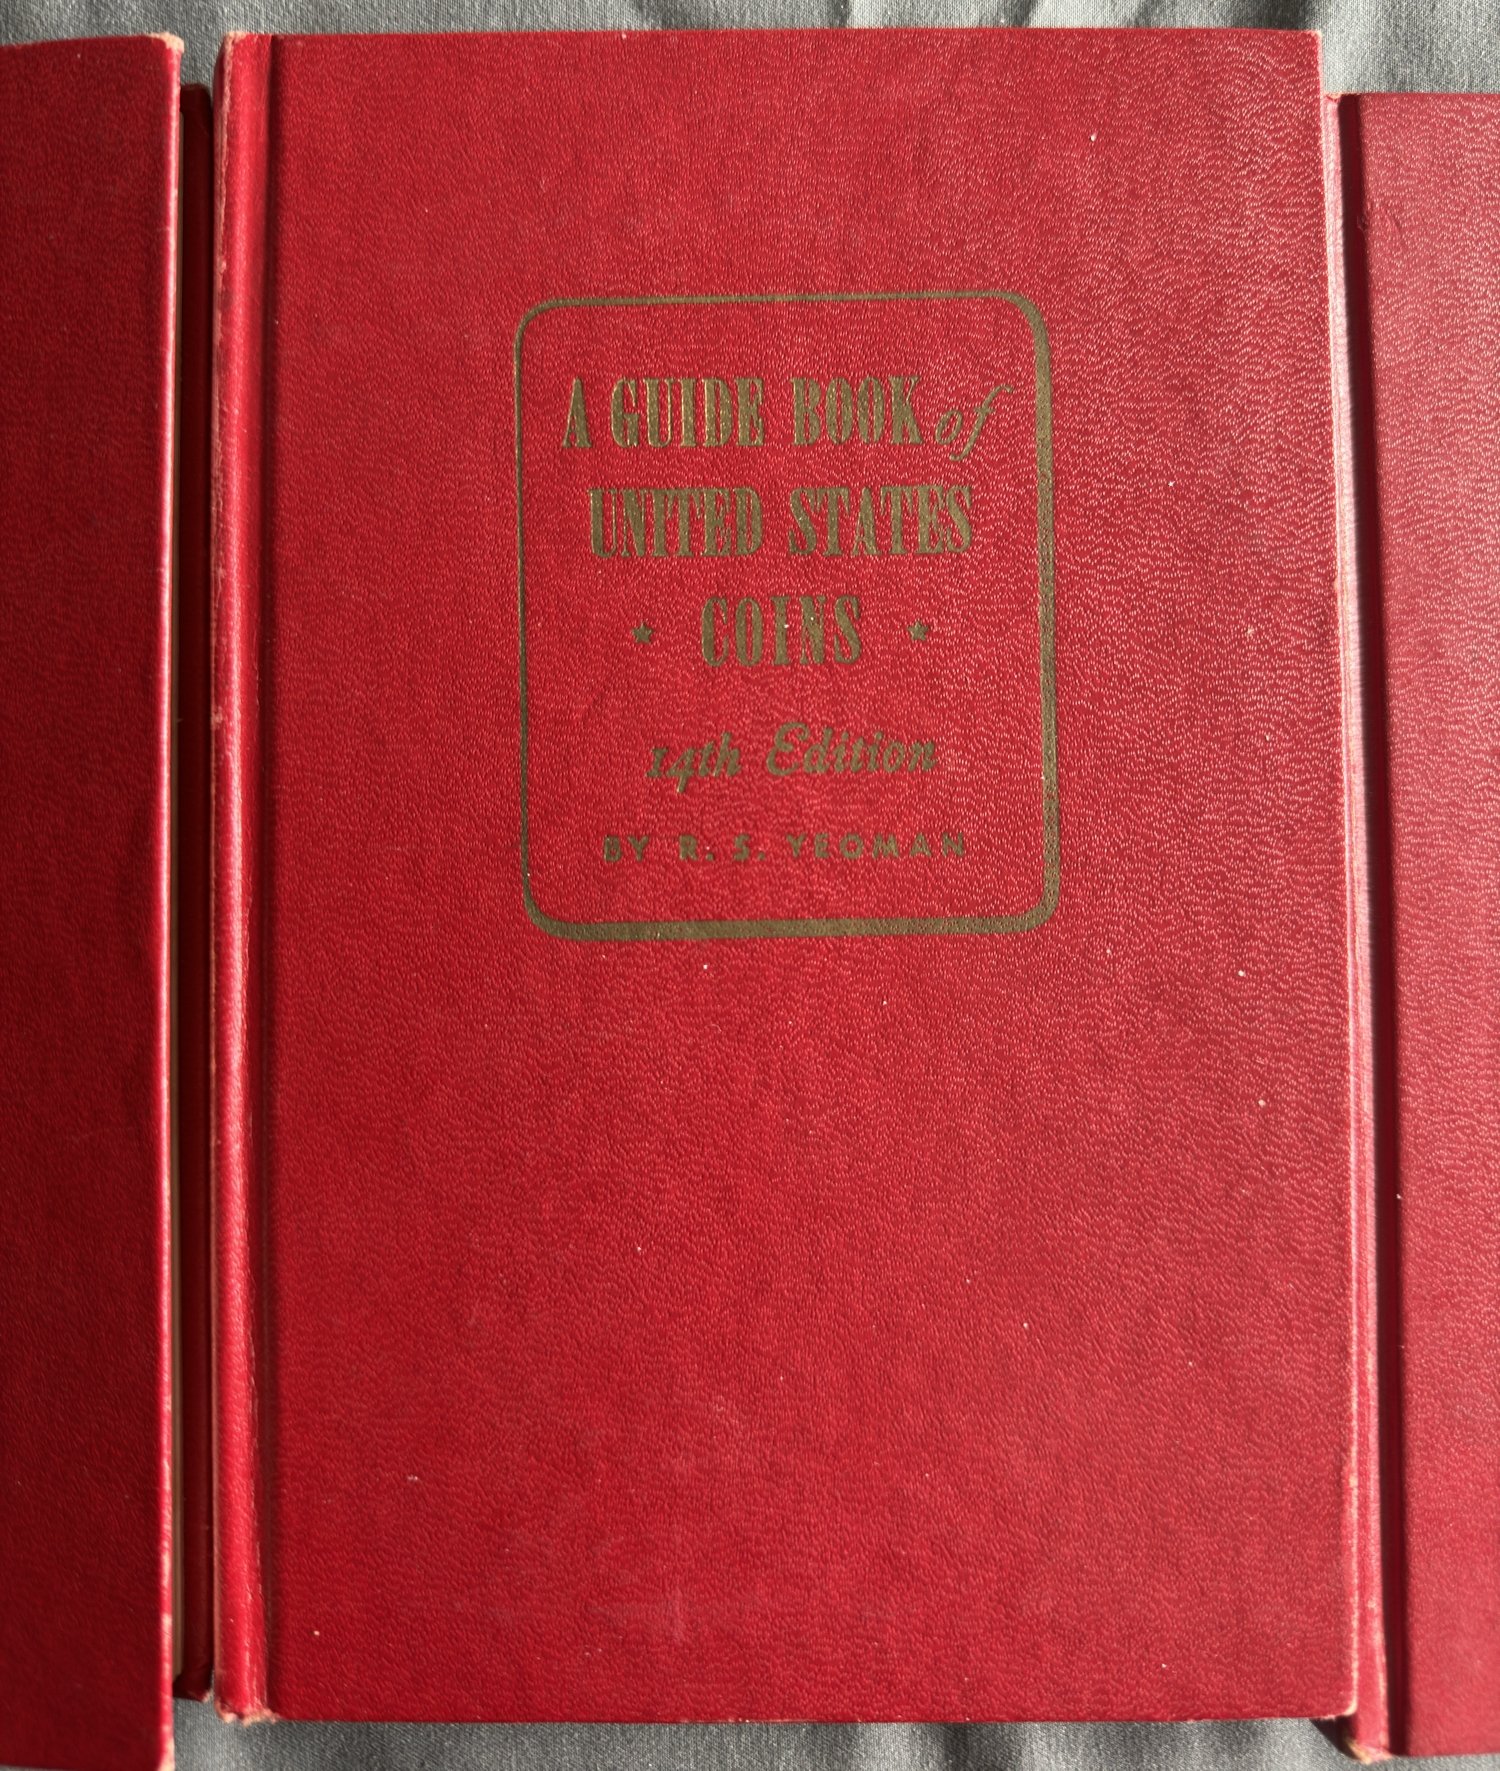 A GUIDE BOOK of
UNITED STATES
★ COINS ★
14th Edition
BY R. S. YEOMAN